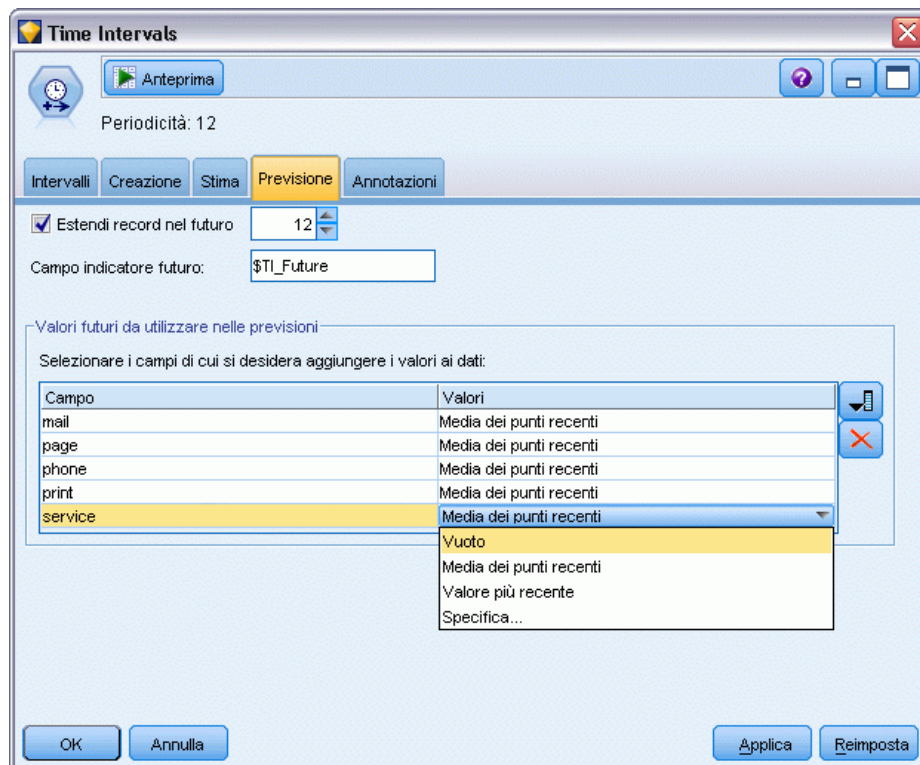 Time Intervals
Anteprima
Periodicità: 12
Intervalli Creazione Stima Previsione Annotazioni
Estendi record nel futuro 12
Campo indicatore futuro: $TI_Future
Valori futuri da utilizzare nelle previsioni
Selezionare i campi di cui si desidera aggiungere i valori ai dati:
Campo Valori
mail Media dei punti recenti
page Media dei punti recenti
phone Media dei punti recenti
print Media dei punti recenti
service Media dei punti recenti
Vuoto
Media dei punti recenti
Valore più recente
Specifica...
OK Annulla Applica Reimposta